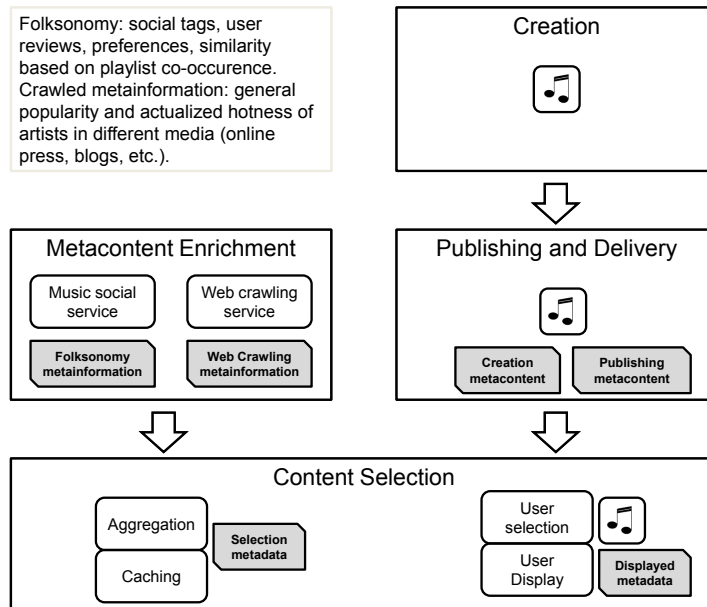 Folksonomy: social tags, user
reviews, preferences, similarity
based on playlist co-occurence.
Crawled metainformation: general
popularity and actualized hotness of
artists in different media (online
press, blogs, etc.).
Creation
Metacontent Enrichment
Music social
service
Web crawling
service
Folksonomy
metainformation
Web Crawling
metainformation
Publishing and Delivery
Creation
metacontent
Publishing
metacontent
Content Selection
Aggregation
Caching
Selection
metadata
User
selection
User
Display
Displayed
metadata